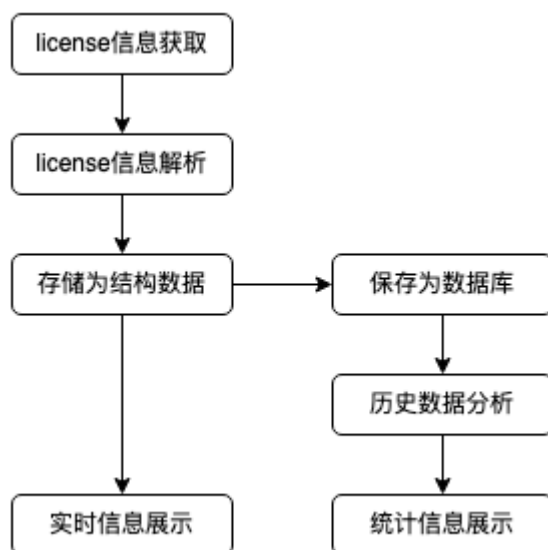 license信息获取
license信息解析
存储为结构数据
保存为数据库
历史数据分析
实时信息展示
统计信息展示